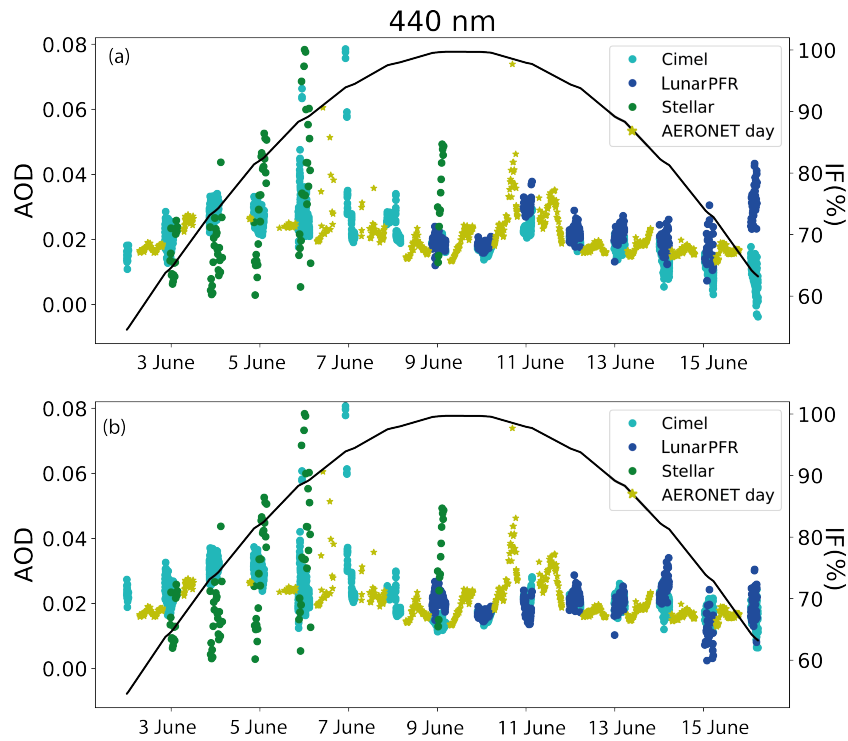 440 nm
(a)
0.08
0.06
0.04
0.02
0.00
AOD
Cimel
LunarPFR
Stellar
AERONET day
100
90
80
70
60
IF(%)
3 June
5 June
7 June
9 June
11 June
13 June
15 June
(b)
0.08
0.06
0.04
0.02
0.00
AOD
Cimel
LunarPFR
Stellar
AERONET day
100
90
80
70
60
IF(%)
3 June
5 June
7 June
9 June
11 June
13 June
15 June